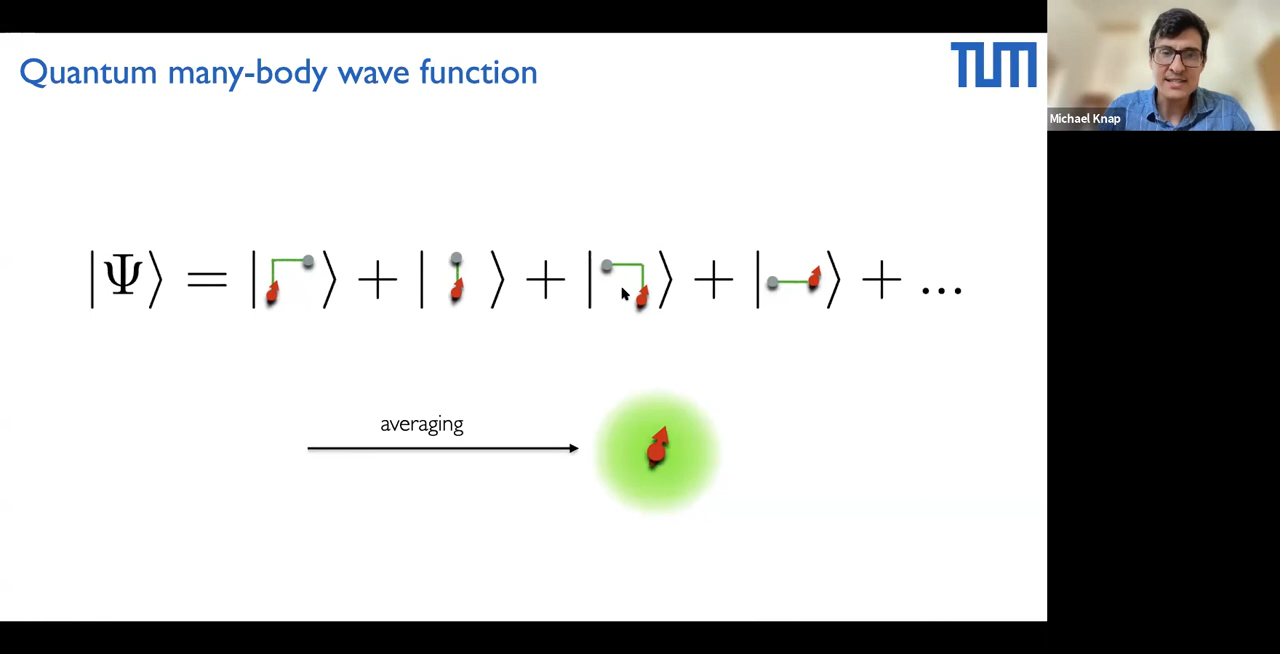 Quantum many-body wave function
TUM
Michael Knap
|Ψ⟩ = | ⟩ + | ⟩ + | ⟩ + | ⟩ + ...
averaging